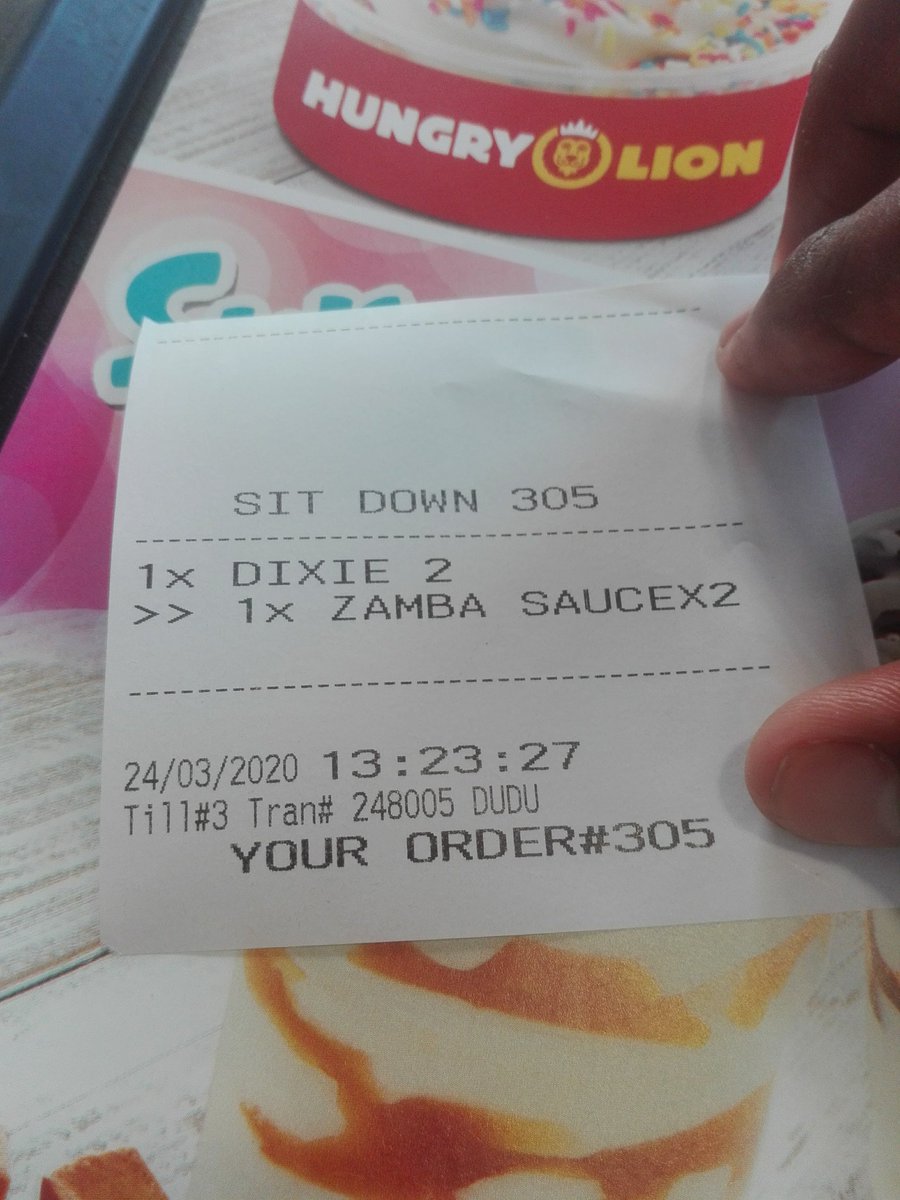 HUNGRY LION
SIT DOWN 305
1x DIXIE 2
>> 1x ZAMBA SAUCEX2
24/03/2020 13:23:27
Till#3 Tran# 248005 DUDU
YOUR ORDER#305